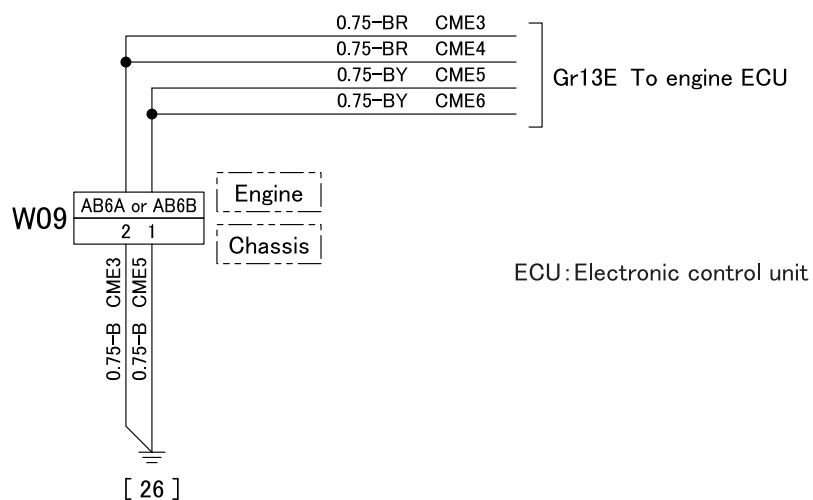 0.75-BR CME3
0.75-BR CME4
0.75-BY CME5
0.75-BY CME6
Gr13E To engine ECU
W09
AB6A or AB6B
2 1
Engine
Chassis
0.75-B CME3
0.75-B CME5
ECU:Electronic control unit
[ 26 ]